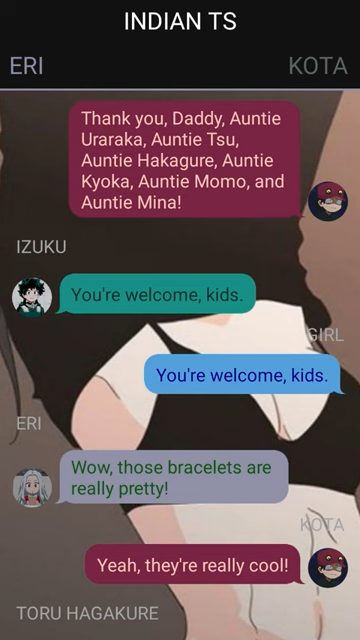 INDIAN TS
ERI
KOTA
Thank you, Daddy, Auntie
Uraraka, Auntie Tsu,
Auntie Hakagure, Auntie
Kyoka, Auntie Momo, and
Auntie Mina!
IZUKU
You're welcome, kids.
GIRL
You're welcome, kids.
ERI
Wow, those bracelets are
really pretty!
KOTA
Yeah, they're really cool!
TORU HAGAKURE